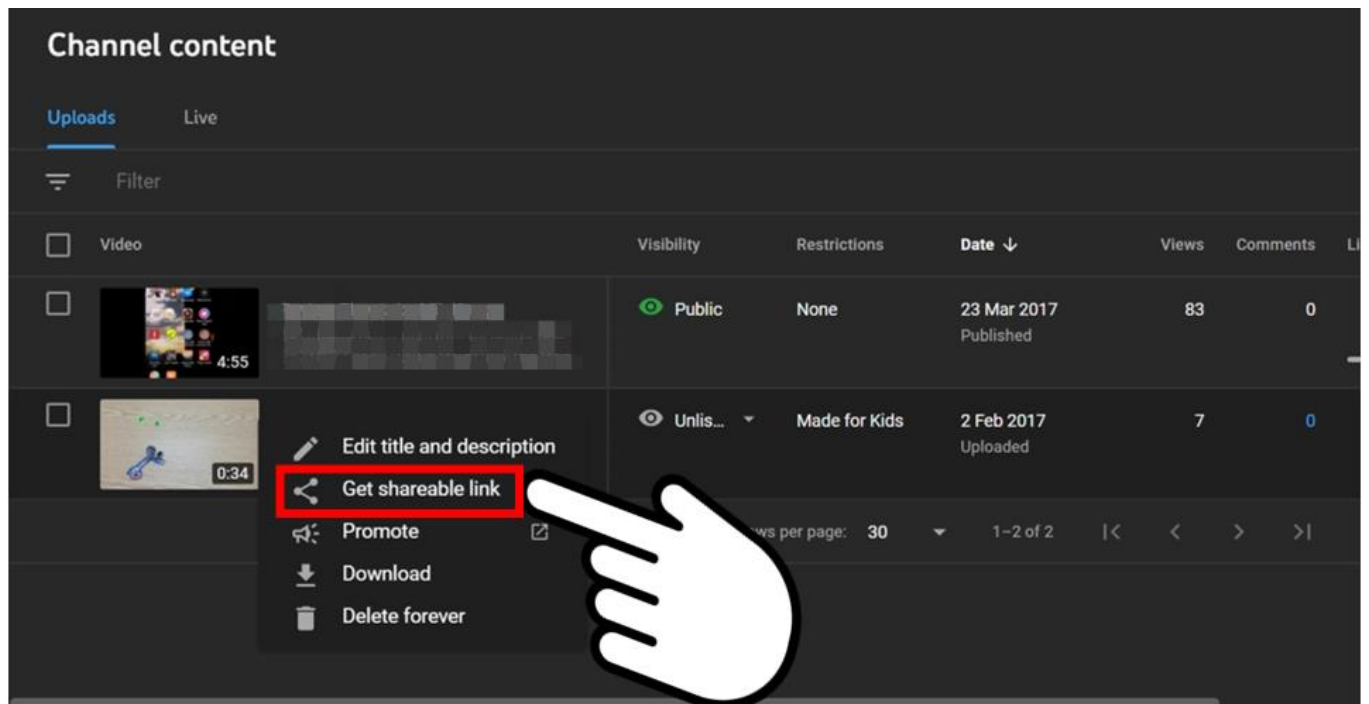 Channel content
Uploads Live
Filter
Video Visibility Restrictions Date Views Comments
4:55 Public None 23 Mar 2017 83 0
Published
0:34 Unlis... Made for Kids 2 Feb 2017 7 0
Uploaded
Edit title and description
Get shareable link
Promote
Download
Delete forever
per page: 30 1–2 of 2